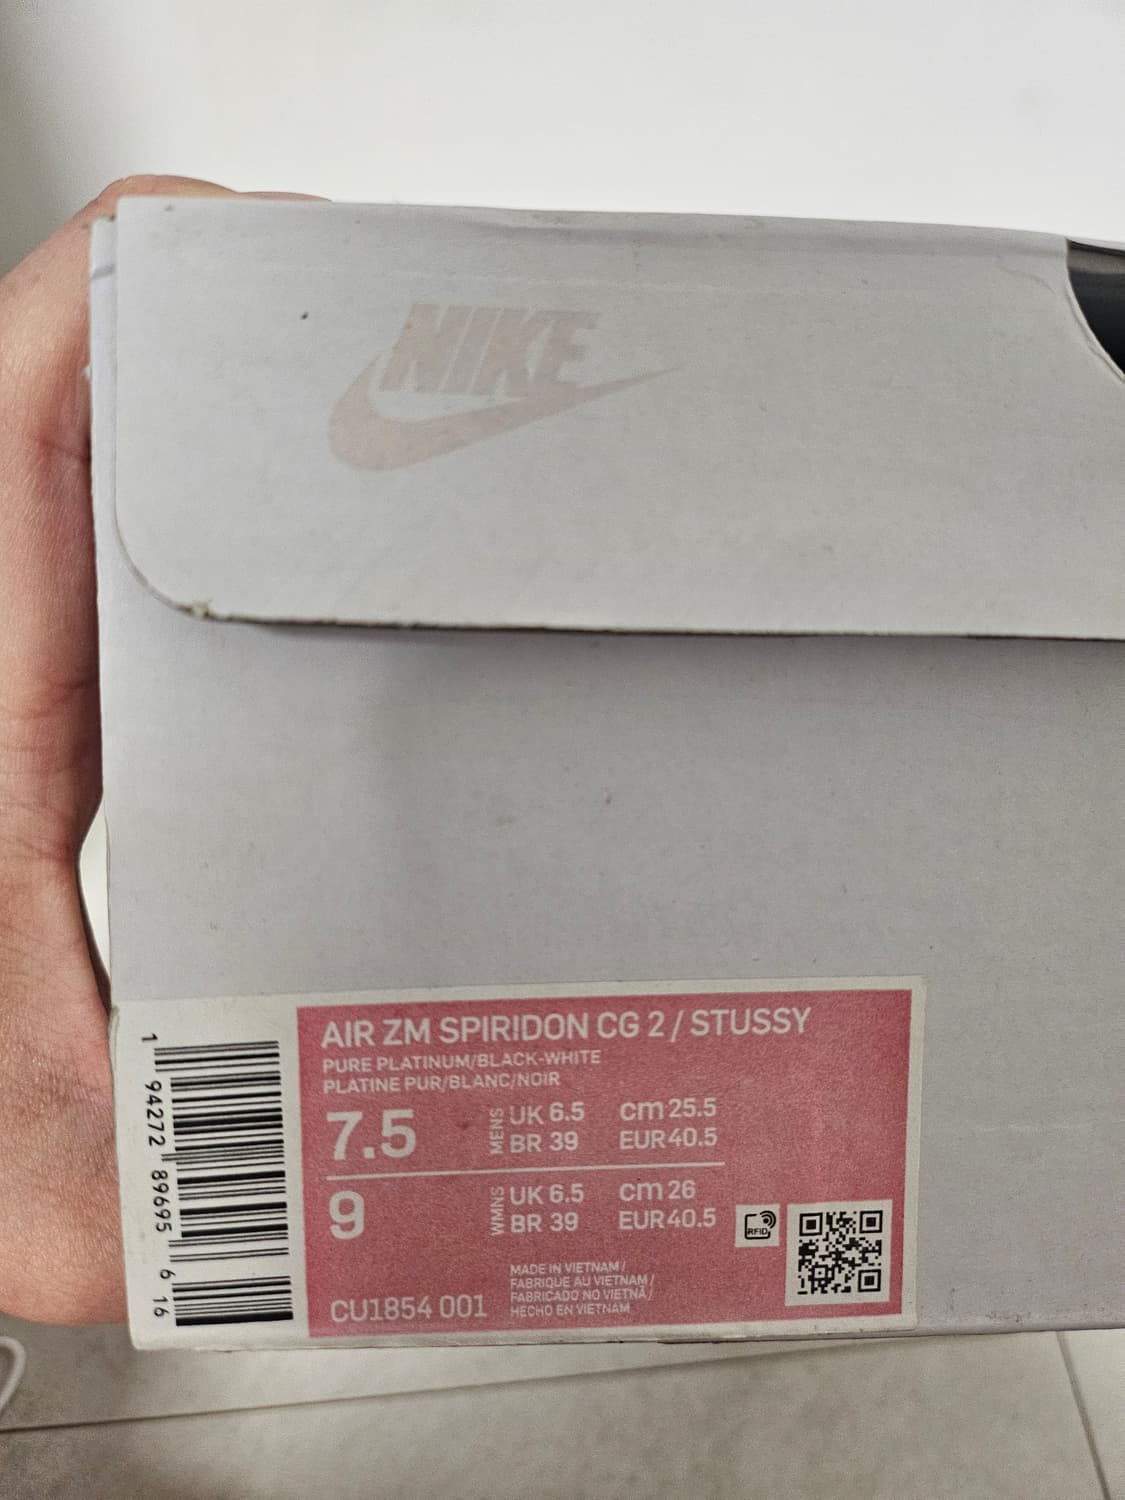 NIKE
AIR ZM SPIRIDON CG 2 / STUSSY
PURE PLATINUM/BLACK-WHITE
PLATINE PUR/BLANC/NOIR
7.5 MENS UK 6.5 cm 25.5
BR 39 EUR 40.5
9 WMNS UK 6.5 cm 26
BR 39 EUR 40.5
RFID
MADE IN VIETNAM /
FABRIQUE AU VIETNAM /
FABRICADO NO VIETNÃ /
HECHO EN VIETNAM
CU1854 001
1 94272 89695 6 16